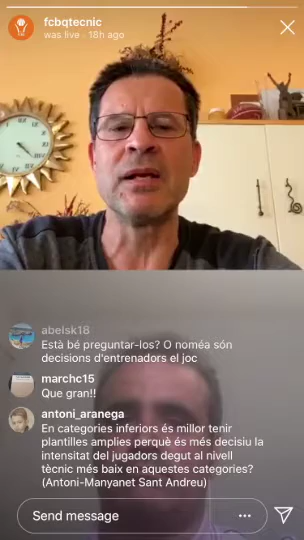 fcbqtecnic
was live · 18h ago
abelsk18
Està bé preguntar-los? O noméa són
decisions d'entrenadors el joc
marchc15
Que gran!!
antoni_aranega
En categories inferiors és millor tenir
plantilles amplies perquè és més decisiu la
intensitat del jugadors degut al nivell
tècnic més baix en aquestes categories?
(Antoni-Manyanet Sant Andreu)
Send message